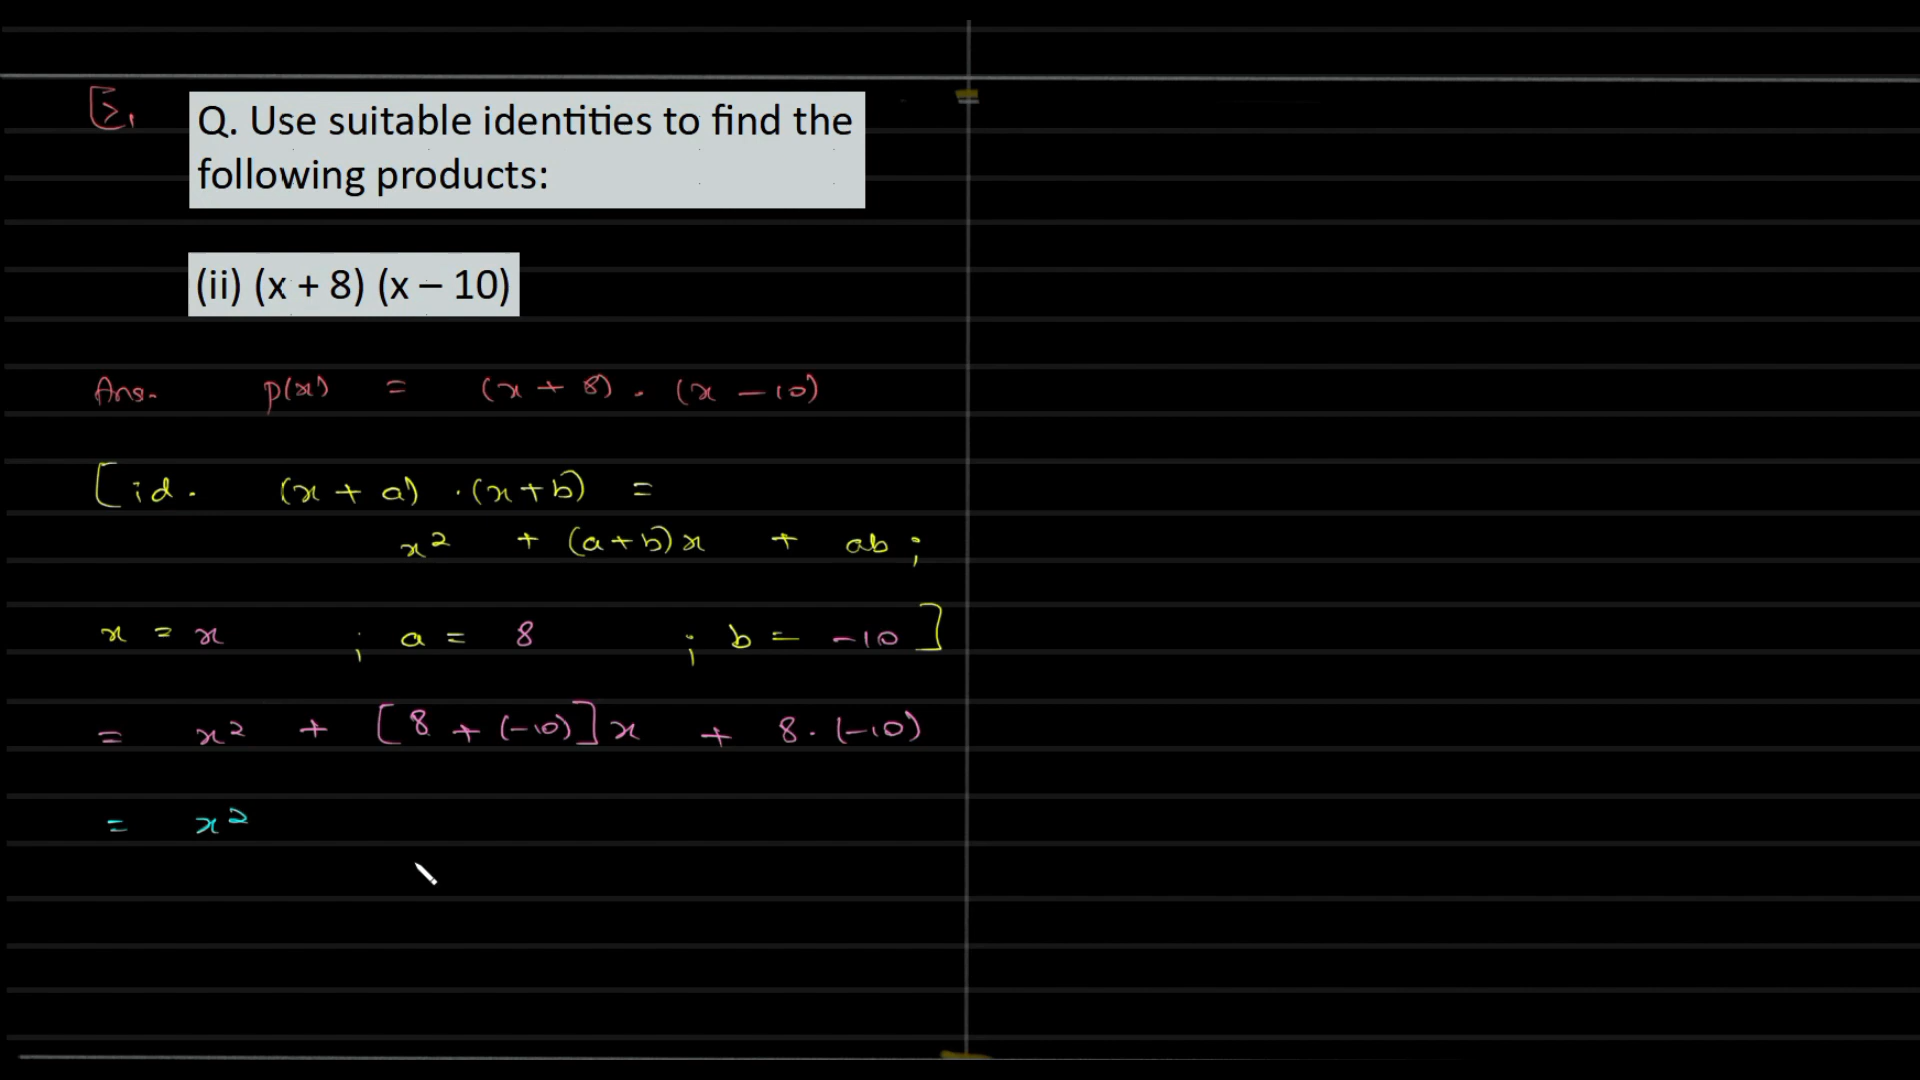 Q. Use suitable identities to find the
following products:
(ii) (x + 8) (x – 10)
Ans. p(x) = (x + 8) . (x – 10)
[id. (x + a) . (x + b) =
x² + (a + b)x + ab ;
x = x ; a = 8 ; b = -10]
= x² + [8 + (-10)]x + 8 . (-10)
= x²